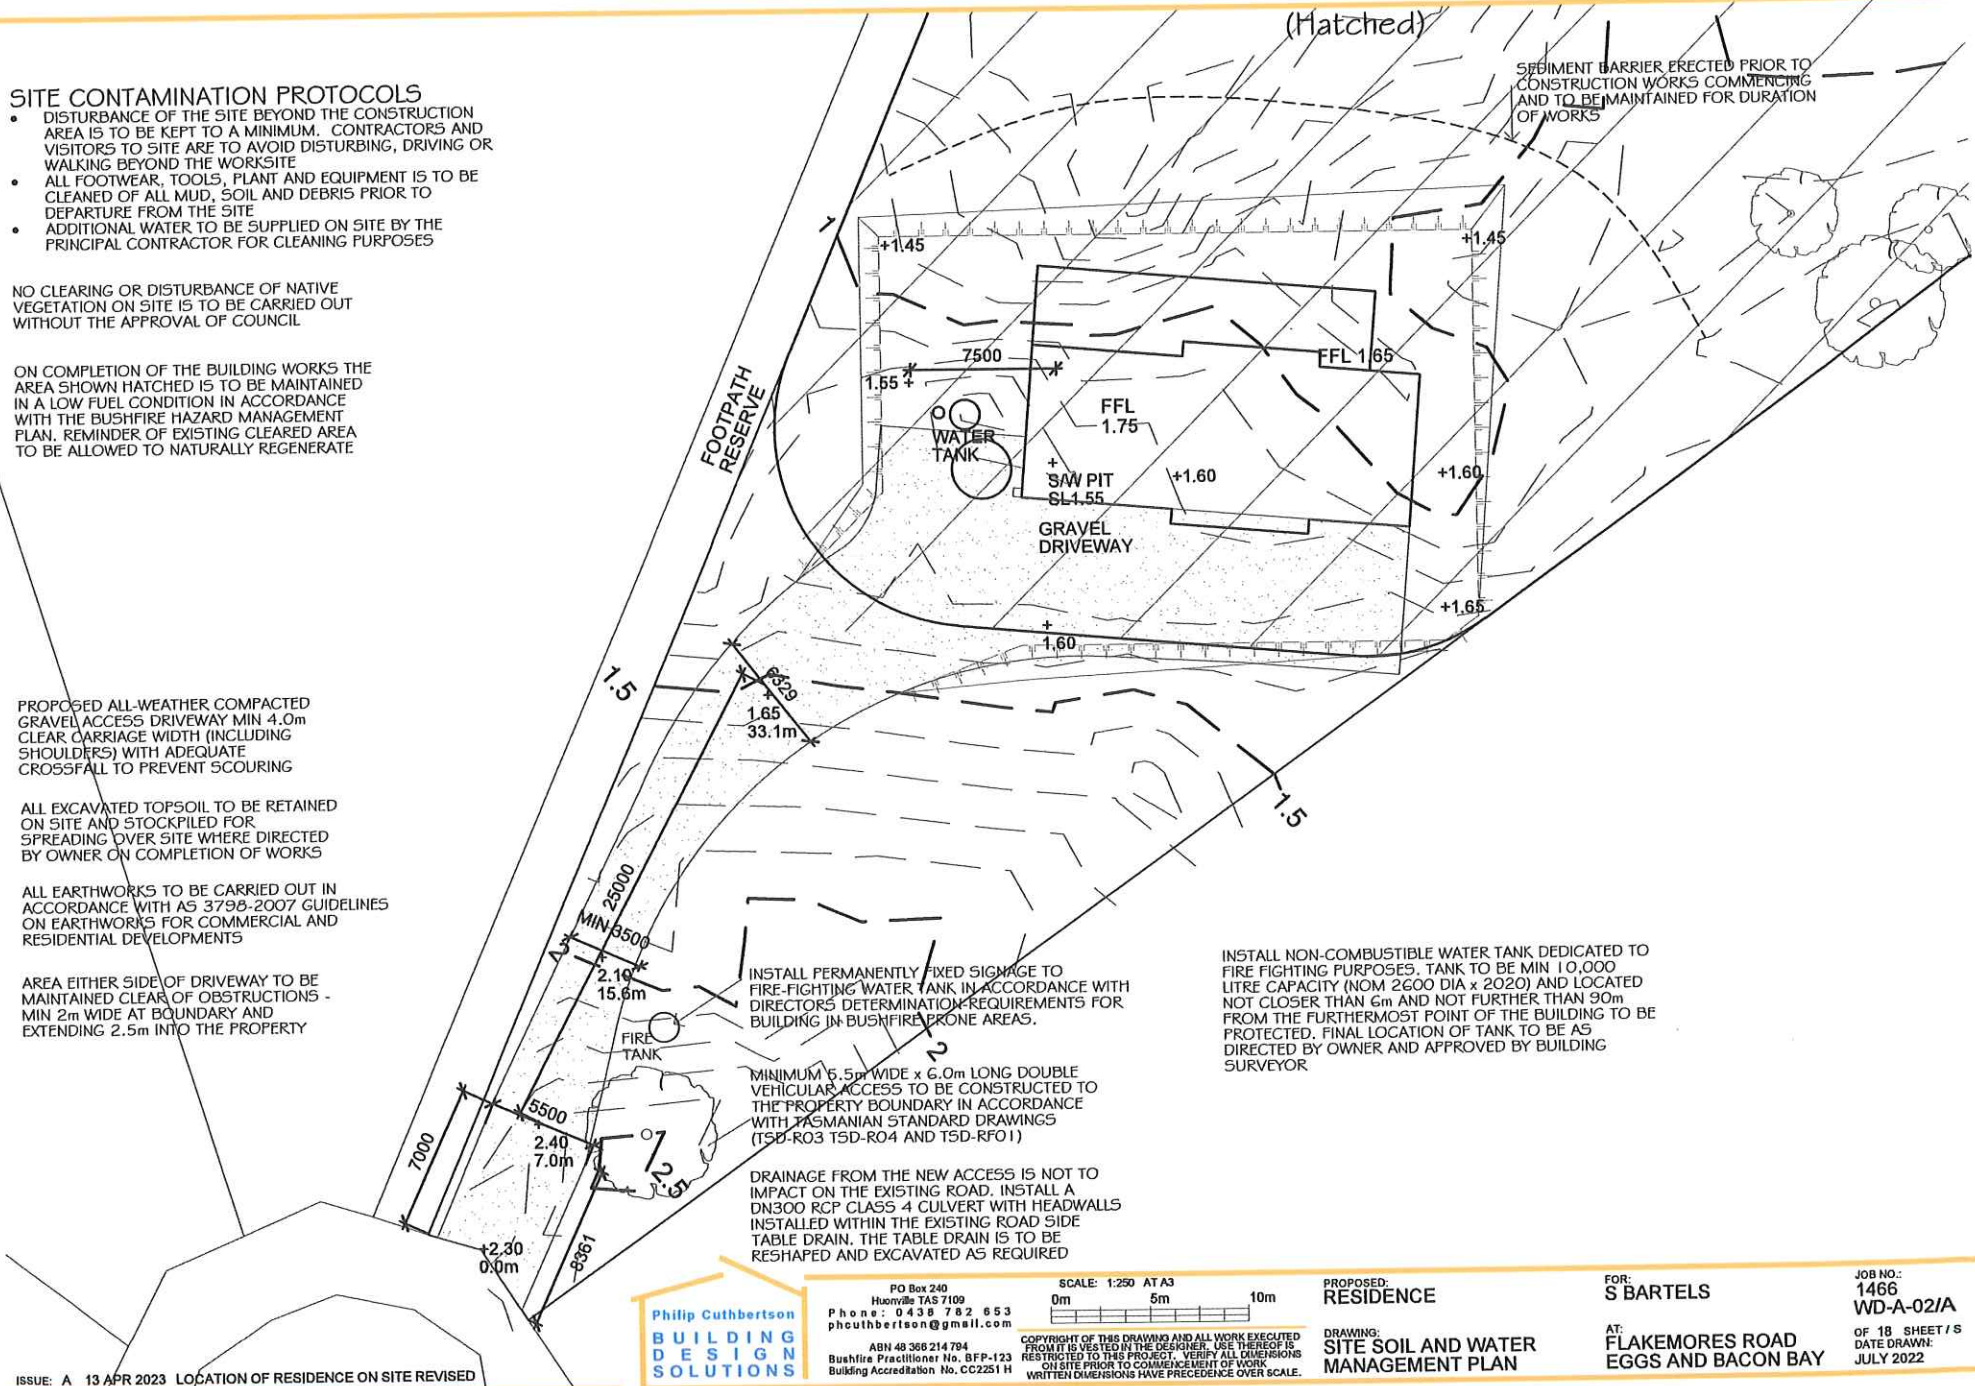 (Hatched)
SEDIMENT BARRIER ERECTED PRIOR TO
CONSTRUCTION WORKS COMMENCING
AND TO BE MAINTAINED FOR DURATION
OF WORKS
SITE CONTAMINATION PROTOCOLS
• DISTURBANCE OF THE SITE BEYOND THE CONSTRUCTION
AREA IS TO BE KEPT TO A MINIMUM. CONTRACTORS AND
VISITORS TO SITE ARE TO AVOID DISTURBING, DRIVING OR
WALKING BEYOND THE WORKSITE
• ALL FOOTWEAR, TOOLS, PLANT AND EQUIPMENT IS TO BE
CLEANED OF ALL MUD, SOIL AND DEBRIS PRIOR TO
DEPARTURE FROM THE SITE
• ADDITIONAL WATER TO BE SUPPLIED ON SITE BY THE
PRINCIPAL CONTRACTOR FOR CLEANING PURPOSES
NO CLEARING OR DISTURBANCE OF NATIVE
VEGETATION ON SITE IS TO BE CARRIED OUT
WITHOUT THE APPROVAL OF COUNCIL
ON COMPLETION OF THE BUILDING WORKS THE
AREA SHOWN HATCHED IS TO BE MAINTAINED
IN A LOW FUEL CONDITION IN ACCORDANCE
WITH THE BUSHFIRE HAZARD MANAGEMENT
PLAN. REMINDER OF EXISTING CLEARED AREA
TO BE ALLOWED TO NATURALLY REGENERATE
1
+1.45
+1.45
7500
1.55 +
FFL 1.65
FFL
1.75
WATER
TANK
+
S/W PIT
SL1.55
+1.60
+1.60
GRAVEL
DRIVEWAY
+1.65
+
1.60
FOOTPATH
RESERVE
1.5
6329
+
1.65
33.1m
1.5
PROPOSED ALL-WEATHER COMPACTED
GRAVEL ACCESS DRIVEWAY MIN 4.0m
CLEAR CARRIAGE WIDTH (INCLUDING
SHOULDERS) WITH ADEQUATE
CROSSFALL TO PREVENT SCOURING
ALL EXCAVATED TOPSOIL TO BE RETAINED
ON SITE AND STOCKPILED FOR
SPREADING OVER SITE WHERE DIRECTED
BY OWNER ON COMPLETION OF WORKS
ALL EARTHWORKS TO BE CARRIED OUT IN
ACCORDANCE WITH AS 3798-2007 GUIDELINES
ON EARTHWORKS FOR COMMERCIAL AND
RESIDENTIAL DEVELOPMENTS
AREA EITHER SIDE OF DRIVEWAY TO BE
MAINTAINED CLEAR OF OBSTRUCTIONS -
MIN 2m WIDE AT BOUNDARY AND
EXTENDING 2.5m INTO THE PROPERTY
25000
MIN 3500
2
2.10
15.6m
FIRE
TANK
INSTALL PERMANENTLY FIXED SIGNAGE TO
FIRE-FIGHTING WATER TANK IN ACCORDANCE WITH
DIRECTORS DETERMINATION-REQUIREMENTS FOR
BUILDING IN BUSHFIRE PRONE AREAS.
2
INSTALL NON-COMBUSTIBLE WATER TANK DEDICATED TO
FIRE FIGHTING PURPOSES. TANK TO BE MIN 10,000
LITRE CAPACITY (NOM 2600 DIA x 2020) AND LOCATED
NOT CLOSER THAN 6m AND NOT FURTHER THAN 90m
FROM THE FURTHERMOST POINT OF THE BUILDING TO BE
PROTECTED. FINAL LOCATION OF TANK TO BE AS
DIRECTED BY OWNER AND APPROVED BY BUILDING
SURVEYOR
MINIMUM 5.5m WIDE x 6.0m LONG DOUBLE
VEHICULAR ACCESS TO BE CONSTRUCTED TO
THE PROPERTY BOUNDARY IN ACCORDANCE
WITH TASMANIAN STANDARD DRAWINGS
(TSD-R03 TSD-R04 AND TSD-RF01)
5500
+
2.40
7.0m
7000
2.5
DRAINAGE FROM THE NEW ACCESS IS NOT TO
IMPACT ON THE EXISTING ROAD. INSTALL A
DN300 RCP CLASS 4 CULVERT WITH HEADWALLS
INSTALLED WITHIN THE EXISTING ROAD SIDE
TABLE DRAIN. THE TABLE DRAIN IS TO BE
RESHAPED AND EXCAVATED AS REQUIRED
8361
+2.30
0.0m
ISSUE: A 13 APR 2023 LOCATION OF RESIDENCE ON SITE REVISED
Philip Cuthbertson
BUILDING
DESIGN
SOLUTIONS
PO Box 240
Huonville TAS 7109
Phone: 0438 782 653
phcuthbertson@gmail.com
ABN 48 368 214 794
Bushfire Practitioner No. BFP-123
Building Accreditation No. CC2251 H
SCALE: 1:250 AT A3
0m 5m 10m
COPYRIGHT OF THIS DRAWING AND ALL WORK EXECUTED
FROM IT IS VESTED IN THE DESIGNER. USE THEREOF IS
RESTRICTED TO THIS PROJECT. VERIFY ALL DIMENSIONS
ON SITE PRIOR TO COMMENCEMENT OF WORK
WRITTEN DIMENSIONS HAVE PRECEDENCE OVER SCALE.
PROPOSED:
RESIDENCE
DRAWING:
SITE SOIL AND WATER
MANAGEMENT PLAN
FOR:
S BARTELS
AT:
FLAKEMORES ROAD
EGGS AND BACON BAY
JOB NO.:
1466
WD-A-02/A
OF 18 SHEET/S
DATE DRAWN:
JULY 2022